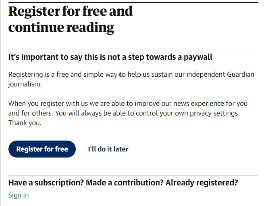 Register for free and
continue reading
It's important to say this is not a step towards a paywall
Registering is a free and simple way to help us sustain our independent Guardian
journalism.
When you register with us we are able to improve our news experience for you
and for others. You will always be able to control your own privacy settings.
Thank you.
Register for free
I'll do it later
Have a subscription? Made a contribution? Already registered?
Sign in